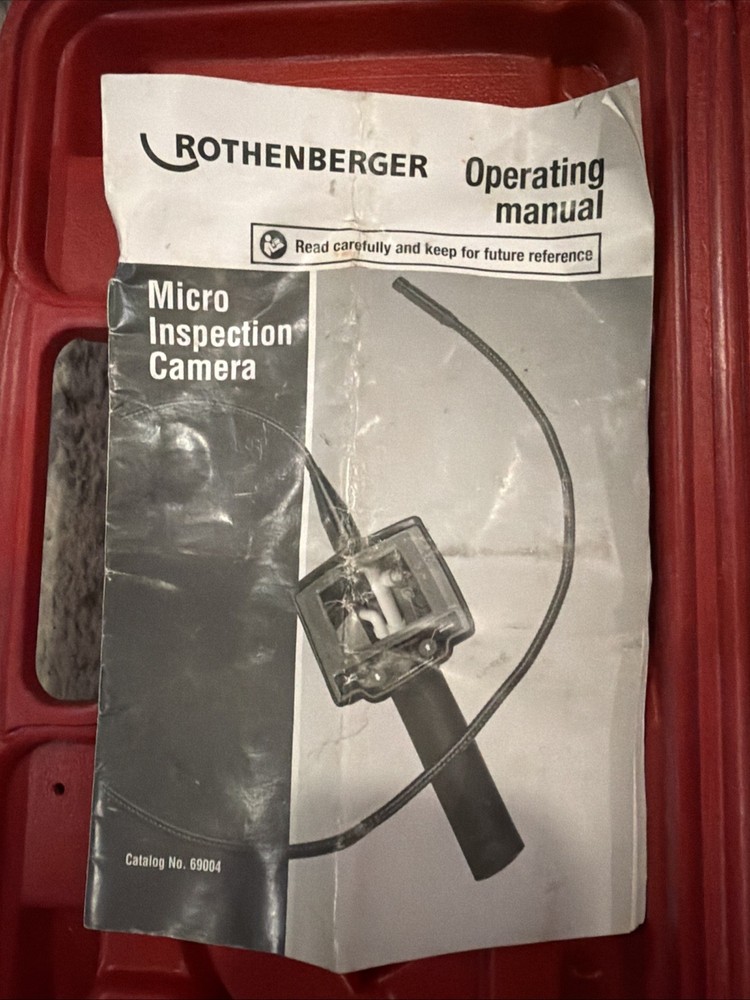 ROTHENBERGER
Operating
manual
Read carefully and keep for future reference
Micro
Inspection
Camera
Catalog No. 69004